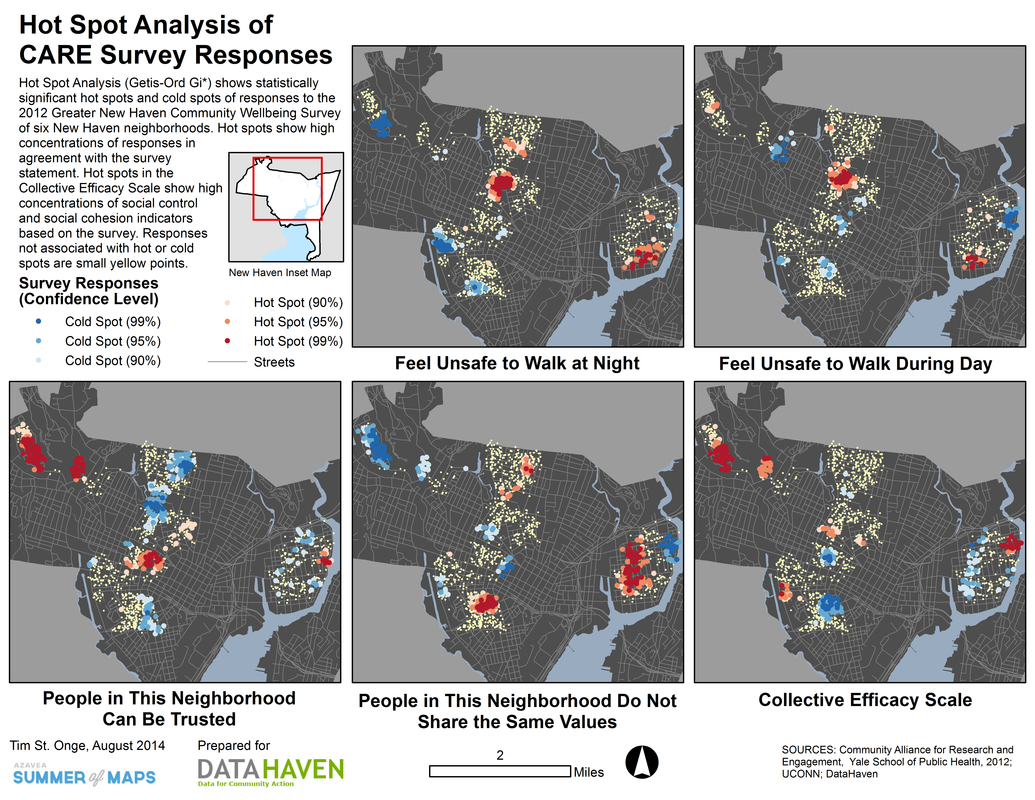 Hot Spot Analysis of
CARE Survey Responses
Hot Spot Analysis (Getis-Ord Gi*) shows statistically
significant hot spots and cold spots of responses to the
2012 Greater New Haven Community Wellbeing Survey
of six New Haven neighborhoods. Hot spots show high
concentrations of responses in
agreement with the survey
statement. Hot spots in the
Collective Efficacy Scale show high
concentrations of social control
and social cohesion indicators
based on the survey. Responses
not associated with hot or cold
spots are small yellow points.
New Haven Inset Map
Survey Responses
(Confidence Level)
Cold Spot (99%)
Cold Spot (95%)
Cold Spot (90%)
Hot Spot (90%)
Hot Spot (95%)
Hot Spot (99%)
Streets
Feel Unsafe to Walk at Night
Feel Unsafe to Walk During Day
People in This Neighborhood
Can Be Trusted
People in This Neighborhood Do Not
Share the Same Values
Collective Efficacy Scale
Tim St. Onge, August 2014
AZAVEA
SUMMER of MAPS
Prepared for
DATAHAVEN
Data for Community Action
2
Miles
SOURCES: Community Alliance for Research and
Engagement, Yale School of Public Health, 2012;
UCONN; DataHaven